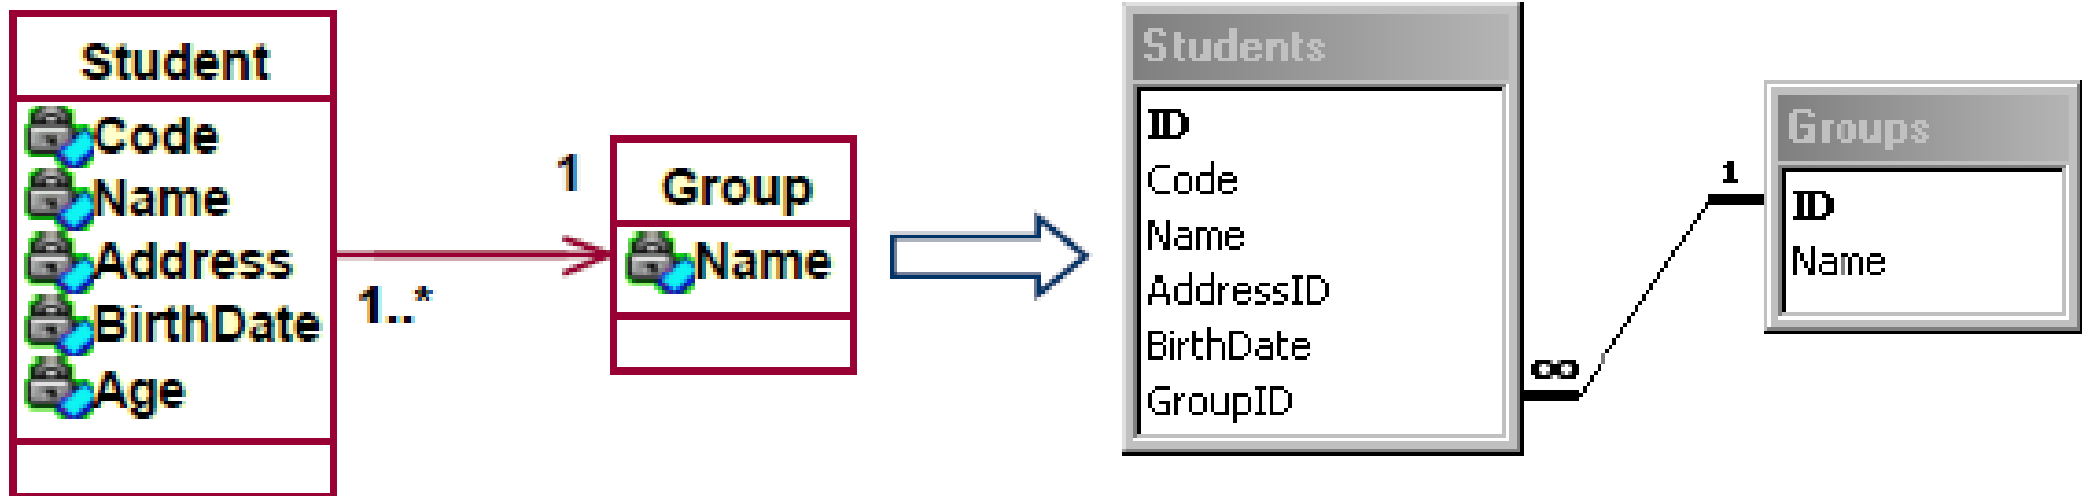 Student
Code
Name
Address
BirthDate
Age
1..*
1
Group
Name
Students
ID
Code
Name
AddressID
BirthDate
GroupID
∞
1
Groups
ID
Name